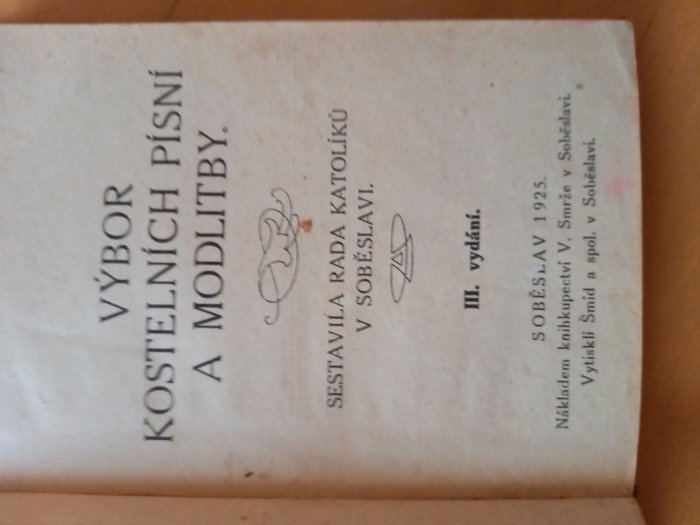 VÝBOR
KOSTELNÍCH PÍSNÍ
A MODLITBY.
SESTAVILA RADA KATOLÍKŮ
V SOBĚSLAVI.
III. vydání.
SOBĚSLAV 1925.
Nákladem knihkupectví V. Smrže v Soběslavi.
Vytiskli Šmíd a spol. v Soběslavi.